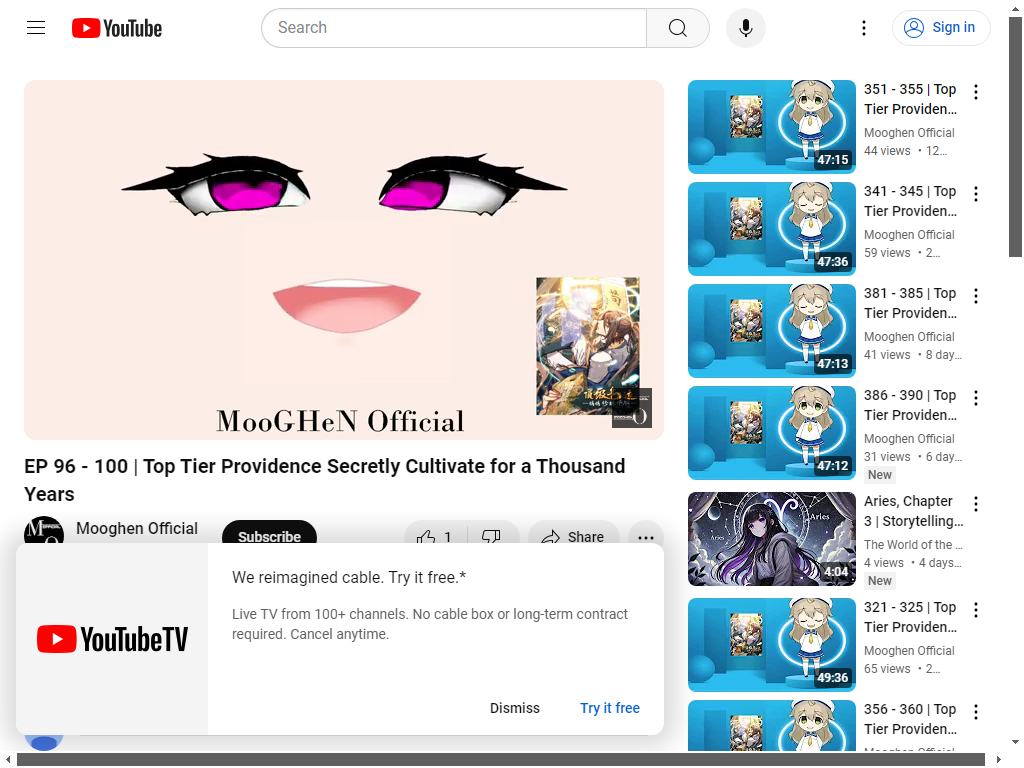 YouTube
Search
Sign in
MooGHeN Official
EP 96 - 100 | Top Tier Providence Secretly Cultivate for a Thousand
Years
Mooghen Official
Subscribe
1
Share
We reimagined cable. Try it free.*
Live TV from 100+ channels. No cable box or long-term contract
required. Cancel anytime.
YouTubeTV
Dismiss
Try it free
47:15
351 - 355 | Top
Tier Providen...
Mooghen Official
44 views • 12...
47:36
341 - 345 | Top
Tier Providen...
Mooghen Official
59 views • 2...
47:13
381 - 385 | Top
Tier Providen...
Mooghen Official
41 views • 8 day...
47:12
386 - 390 | Top
Tier Providen...
Mooghen Official
31 views • 6 day...
New
Aries
Aries
4:04
Aries, Chapter
3 | Storytelling...
The World of the ...
4 views • 4 days...
New
49:36
321 - 325 | Top
Tier Providen...
Mooghen Official
65 views • 2...
356 - 360 | Top
Tier Providen...